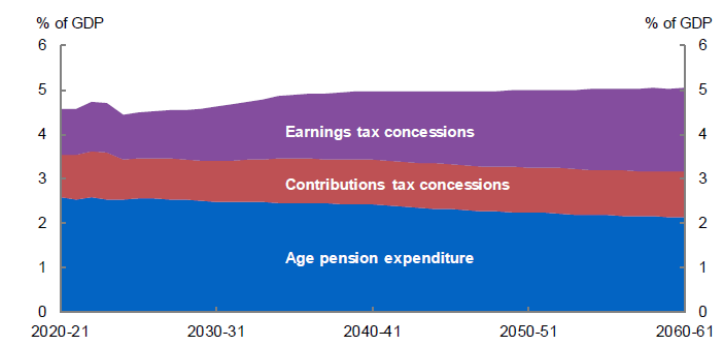 % of GDP % of GDP
6 6
5 5
4 4
Earnings tax concessions
3 3
Contributions tax concessions
2 2
Age pension expenditure
1 1
0 0
2020-21 2030-31 2040-41 2050-51 2060-61